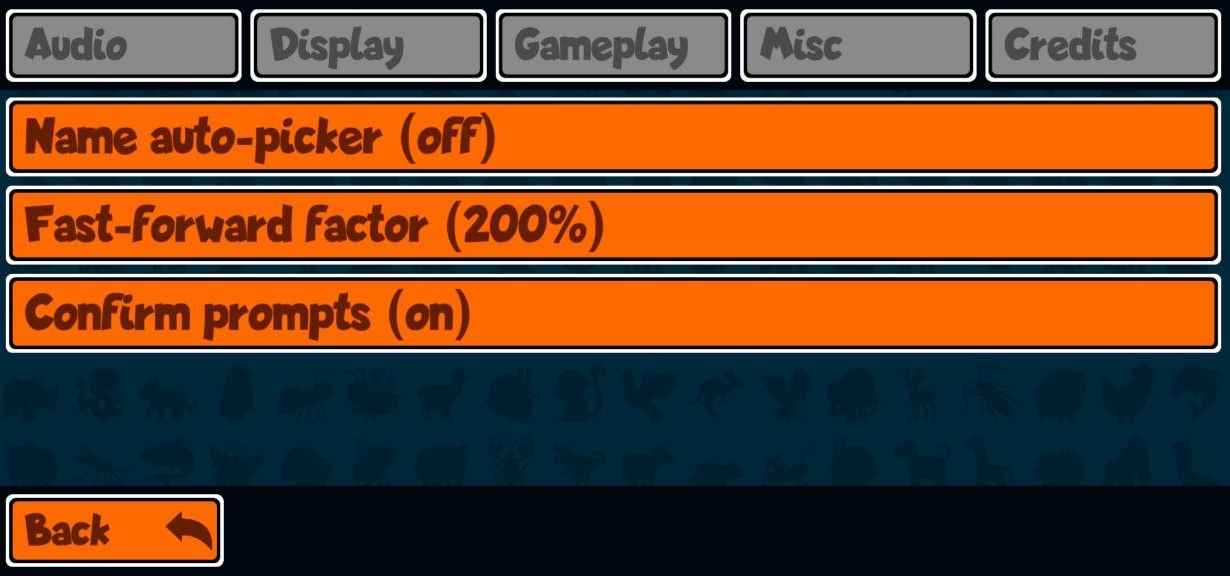 Audio
Display
Gameplay
Misc
Credits
Name auto-picker (off)
Fast-forward factor (200%)
Confirm prompts (on)
Back